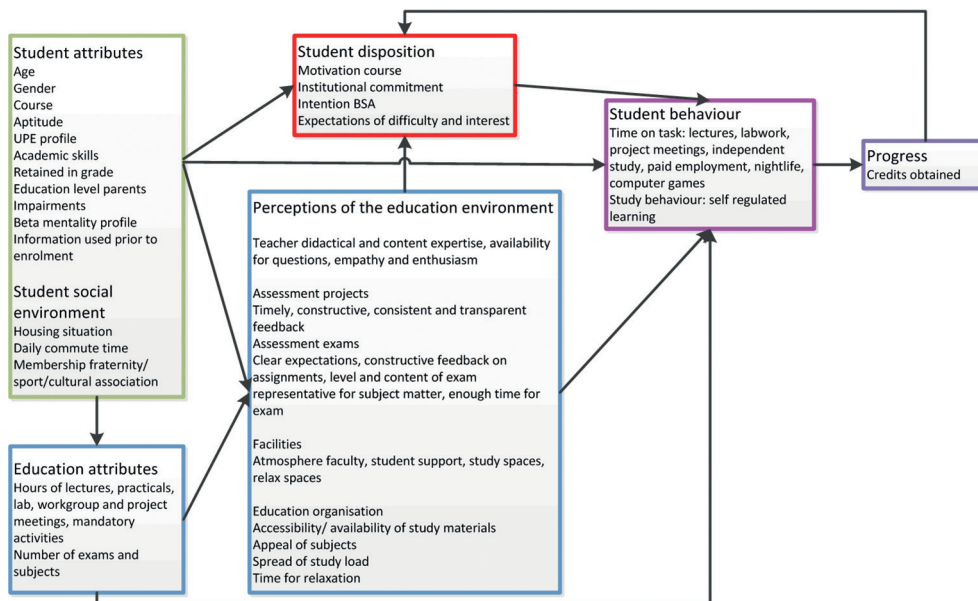 Student attributes
Age
Gender
Course
Aptitude
UPE profile
Academic skills
Retained in grade
Education level parents
Impairments
Beta mentality profile
Information used prior to
enrolment
Student social
environment
Housing situation
Daily commute time
Membership fraternity/
sport/cultural association
Education attributes
Hours of lectures, practicals,
lab, workgroup and project
meetings, mandatory
activities
Number of exams and
subjects
Student disposition
Motivation course
Institutional commitment
Intention BSA
Expectations of difficulty and interest
Perceptions of the education environment
Teacher didactical and content expertise, availability
for questions, empathy and enthusiasm
Assessment projects
Timely, constructive, consistent and transparent
feedback
Assessment exams
Clear expectations, constructive feedback on
assignments, level and content of exam
representative for subject matter, enough time for
exam
Facilities
Atmosphere faculty, student support, study spaces,
relax spaces
Education organisation
Accessibility/ availability of study materials
Appeal of subjects
Spread of study load
Time for relaxation
Student behaviour
Time on task: lectures, labwork,
project meetings, independent
study, paid employment, nightlife,
computer games
Study behaviour: self regulated
learning
Progress
Credits obtained